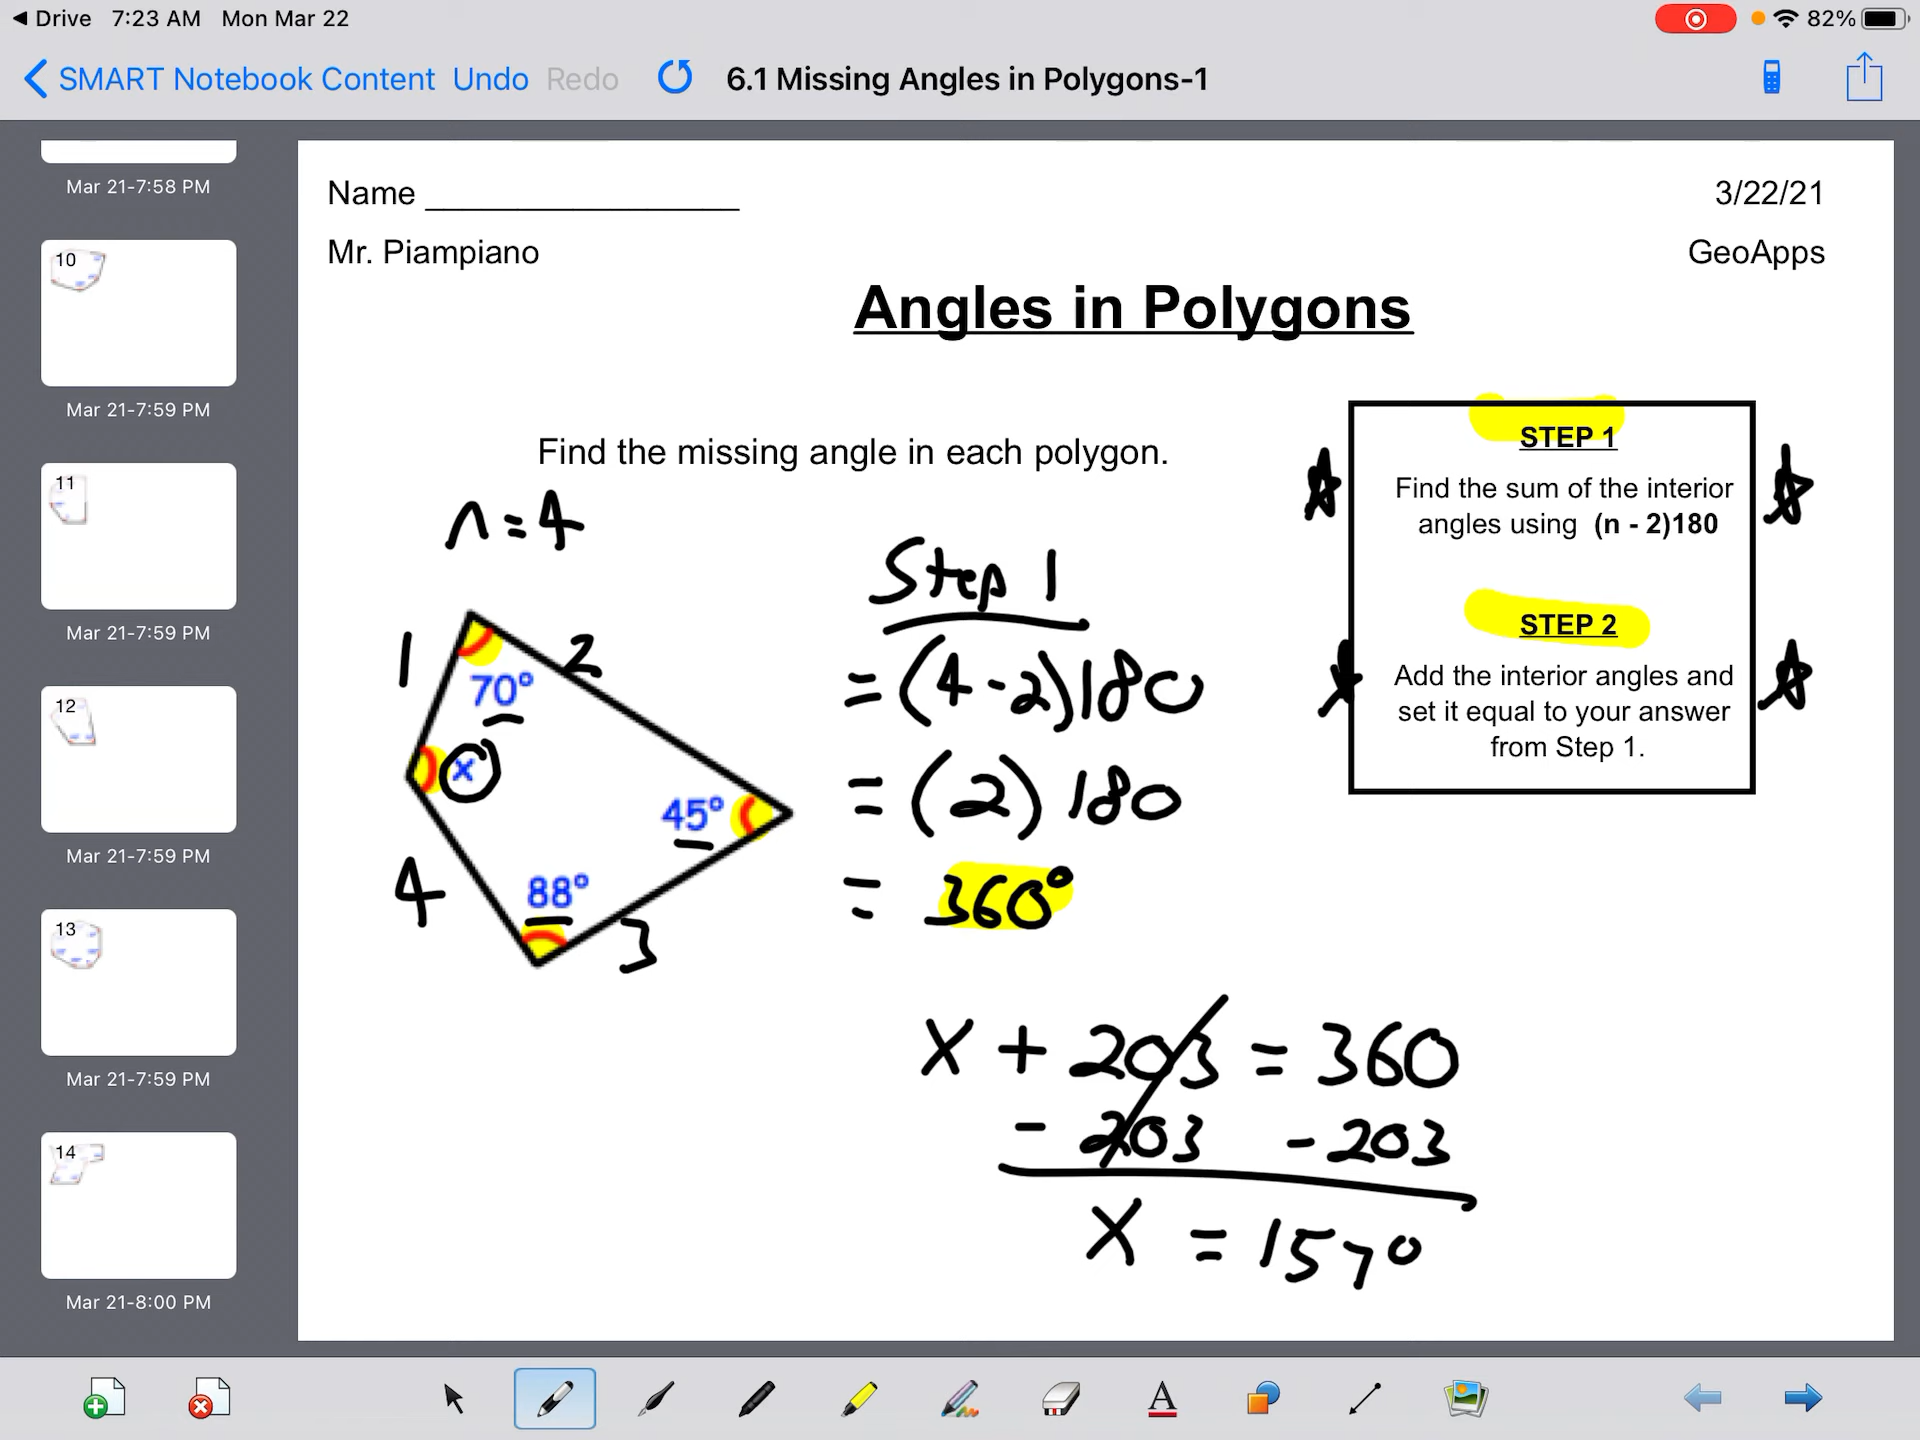 Drive 7:23 AM Mon Mar 22 82%
SMART Notebook Content Undo Redo 6.1 Missing Angles in Polygons-1
Mar 21-7:58 PM
10
Mar 21-7:59 PM
11
Mar 21-7:59 PM
12
Mar 21-7:59 PM
13
Mar 21-7:59 PM
14
Mar 21-8:00 PM
Name _________________ 3/22/21
Mr. Piampiano GeoApps
Angles in Polygons
Find the missing angle in each polygon.
n=4
1
2
70°
x
45°
88°
4
3
Step 1
= (4-2)180
= (2) 180
= 360°
x + 203 = 360
- 203 - 203
x = 157°
STEP 1
Find the sum of the interior
angles using (n - 2)180
STEP 2
Add the interior angles and
set it equal to your answer
from Step 1.
A